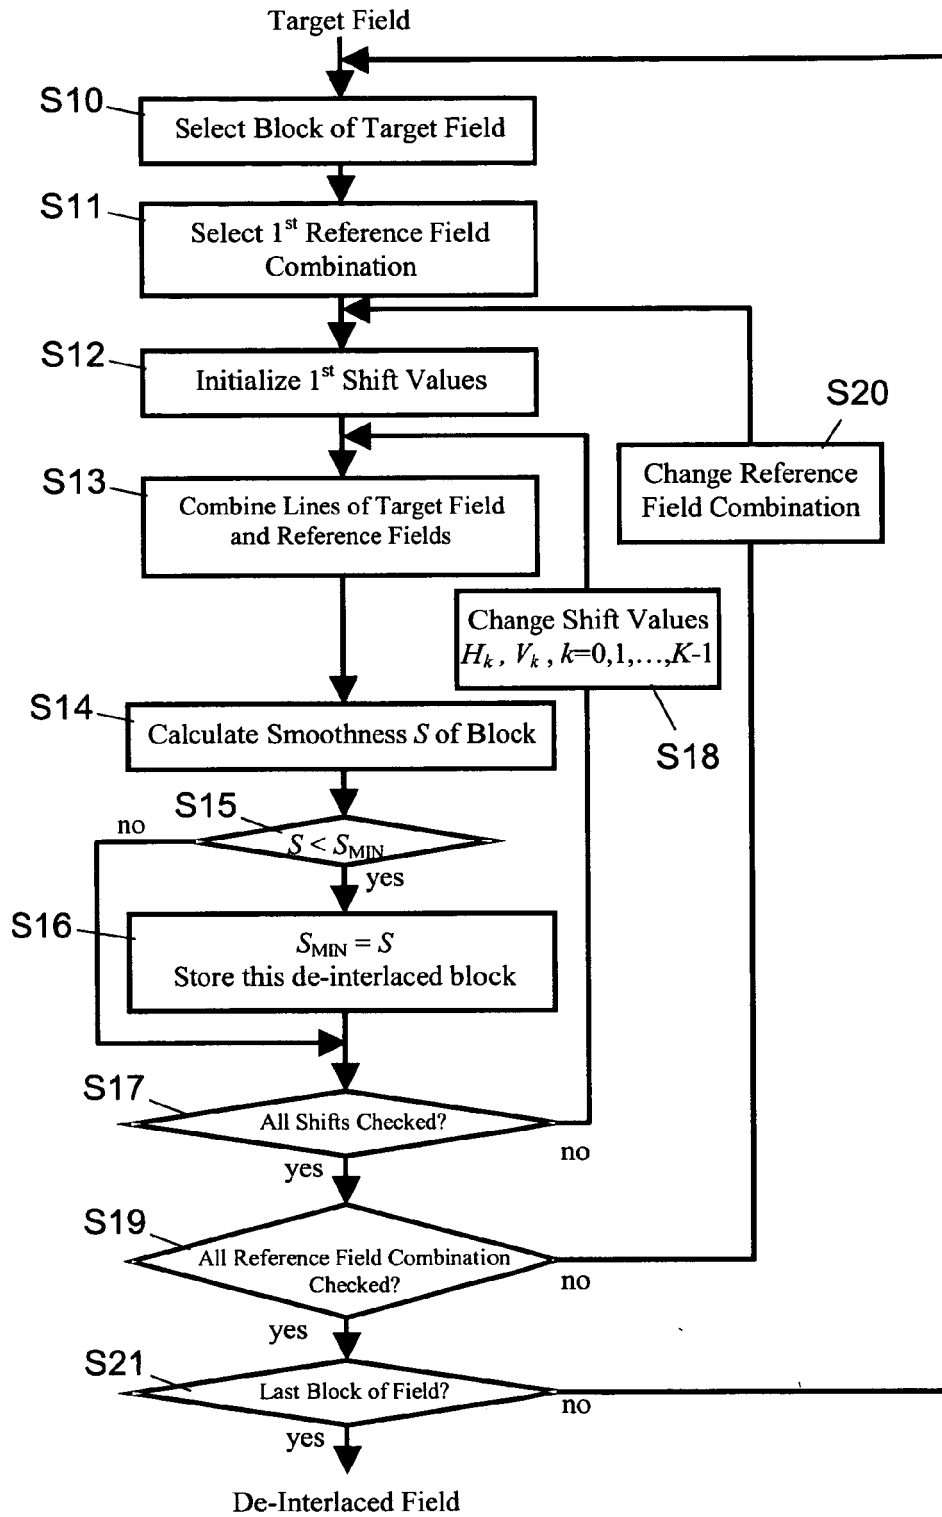 Target Field
S10
Select Block of Target Field
S11
Select 1st Reference Field
Combination
S12
Initialize 1st Shift Values
S20
Change Reference
Field Combination
S13
Combine Lines of Target Field
and Reference Fields
Change Shift Values
Hk , Vk , k=0,1,…,K-1
S18
S14
Calculate Smoothness S of Block
S15
no
S < SMIN
yes
S16
SMIN = S
Store this de-interlaced block
S17
All Shifts Checked?
no
yes
S19
All Reference Field Combination
Checked?
no
yes
S21
Last Block of Field?
no
yes
De-Interlaced Field